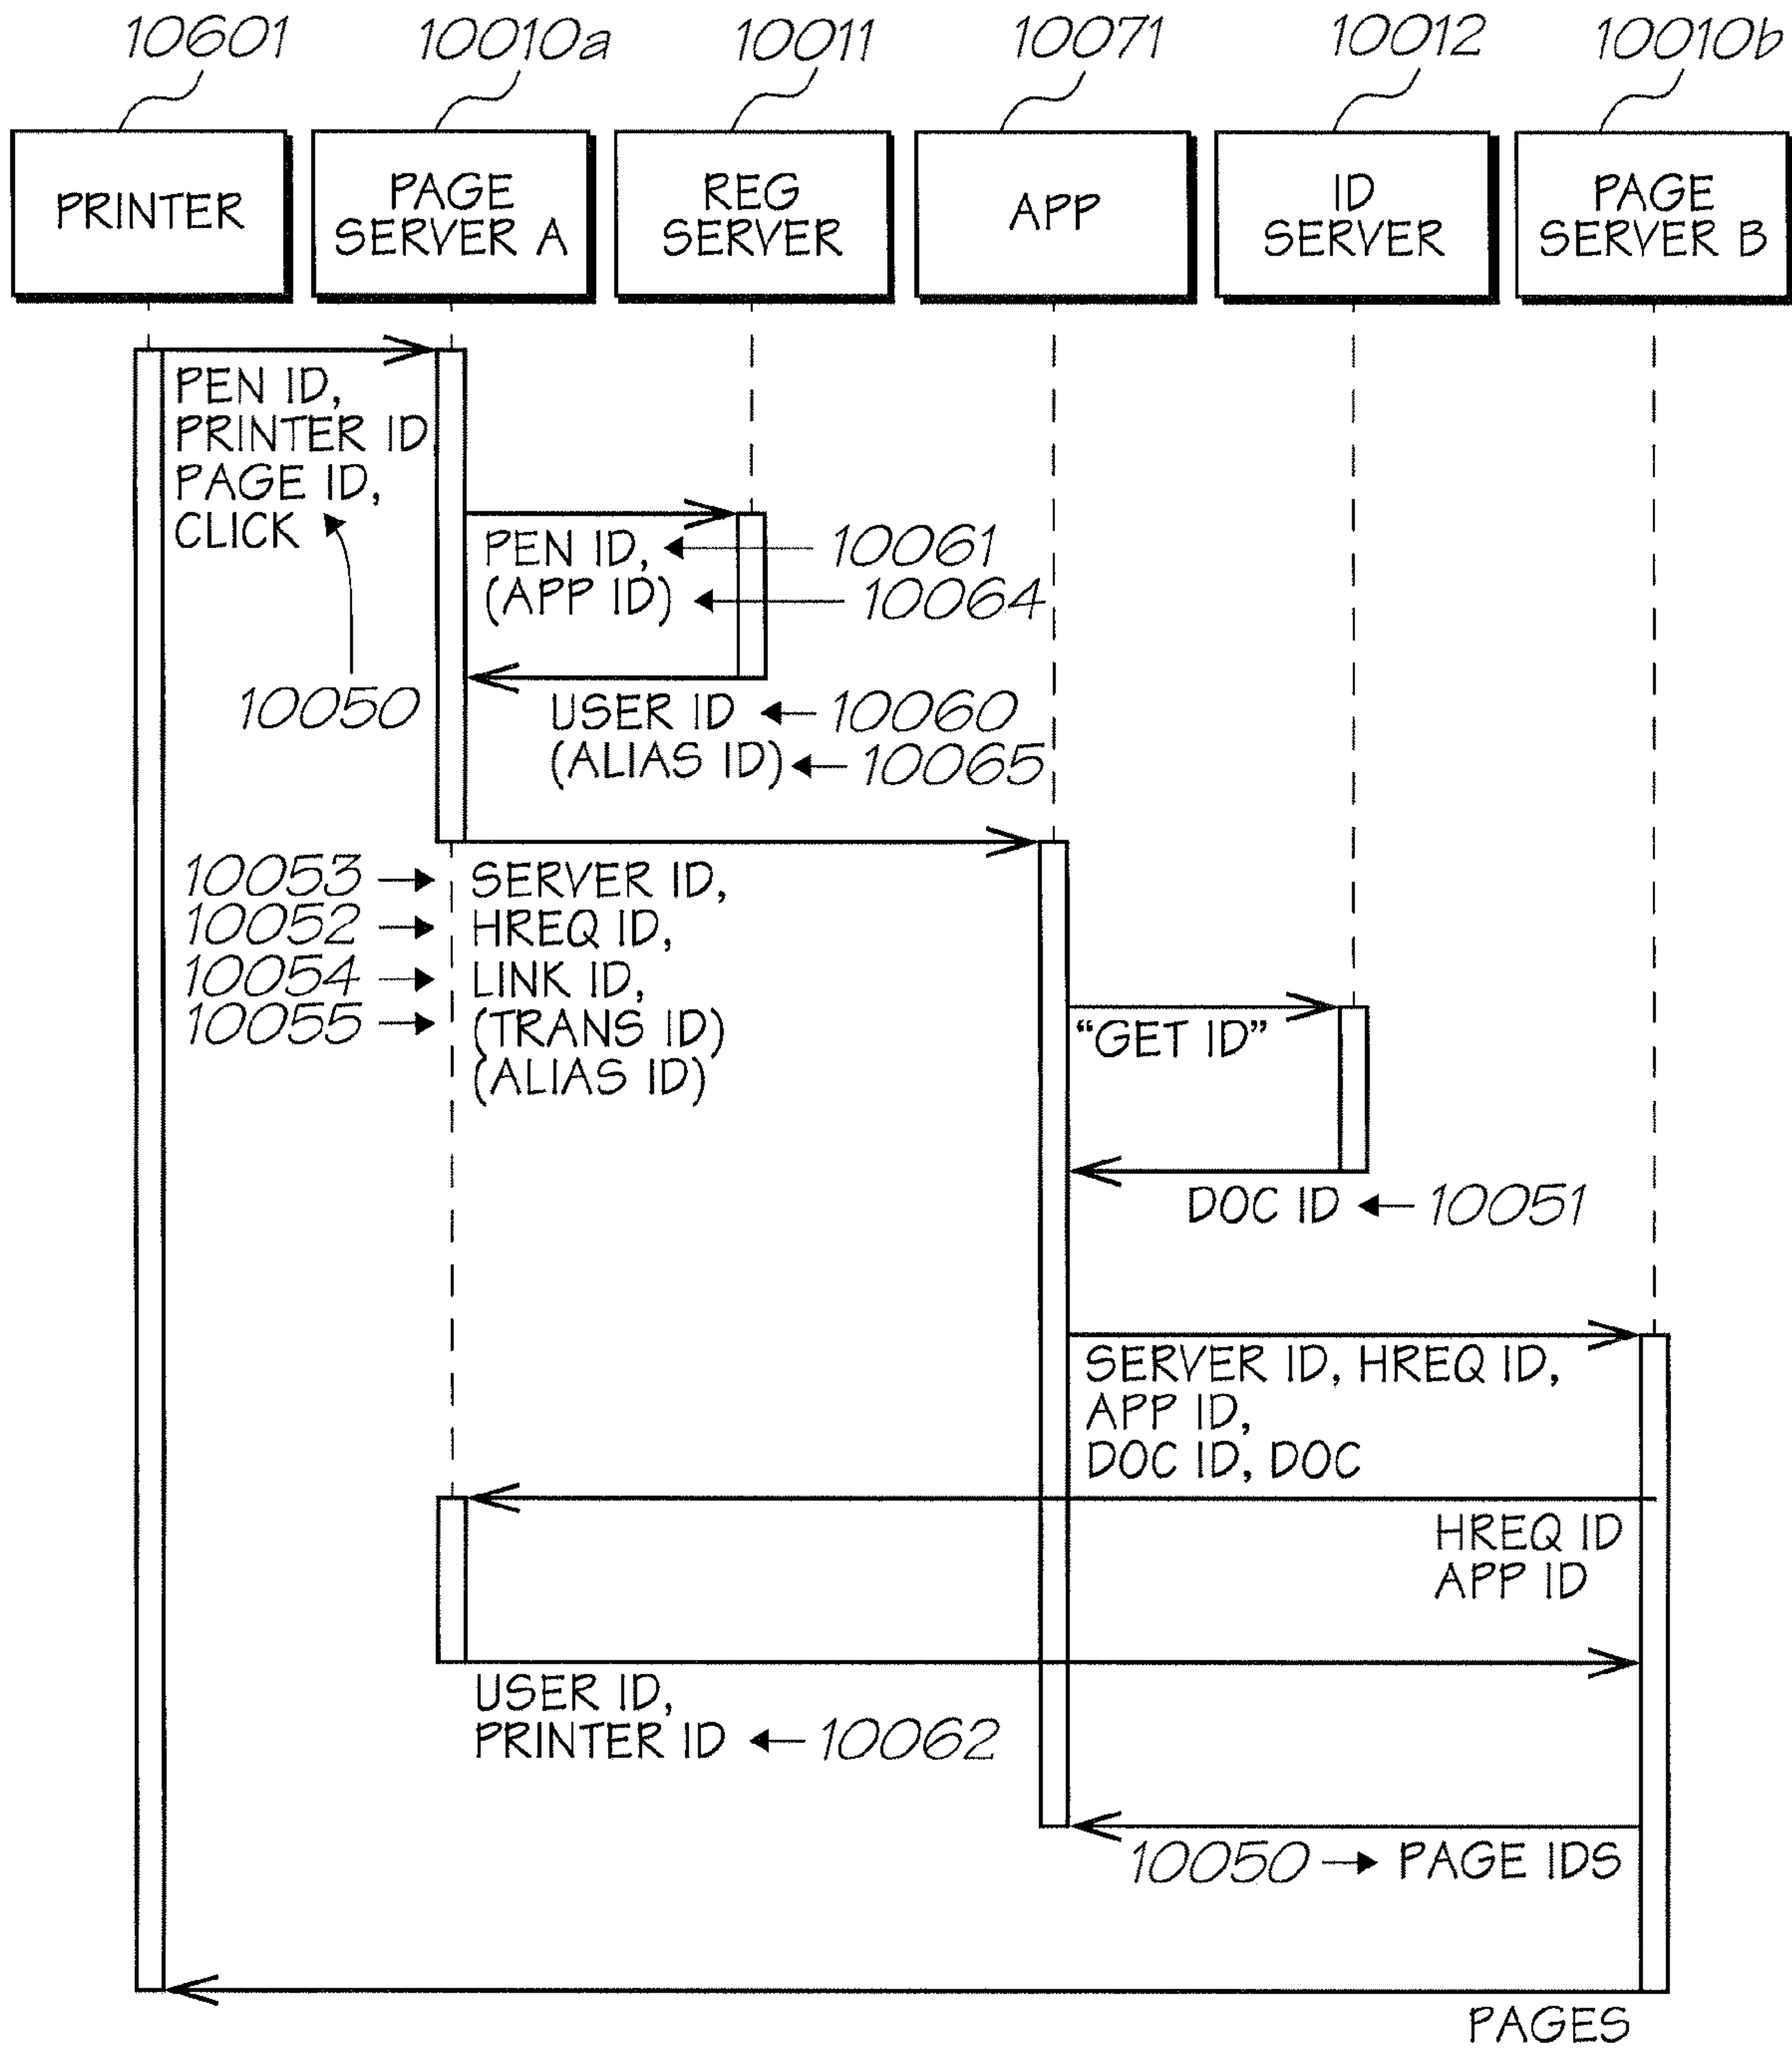 10601 10010a 10011 10071 10012 10010b
PRINTER
PAGE
SERVER A
REG
SERVER
APP
ID
SERVER
PAGE
SERVER B
PEN ID,
PRINTER ID
PAGE ID,
CLICK
10050
PEN ID, 10061
(APP ID) 10064
USER ID 10060
(ALIAS ID) 10065
10053 SERVER ID,
10052 HREQ ID,
10054 LINK ID,
10055 (TRANS ID)
(ALIAS ID)
“GET ID”
DOC ID 10051
SERVER ID, HREQ ID,
APP ID,
DOC ID, DOC
HREQ ID
APP ID
USER ID,
PRINTER ID 10062
10050 PAGE IDS
PAGES